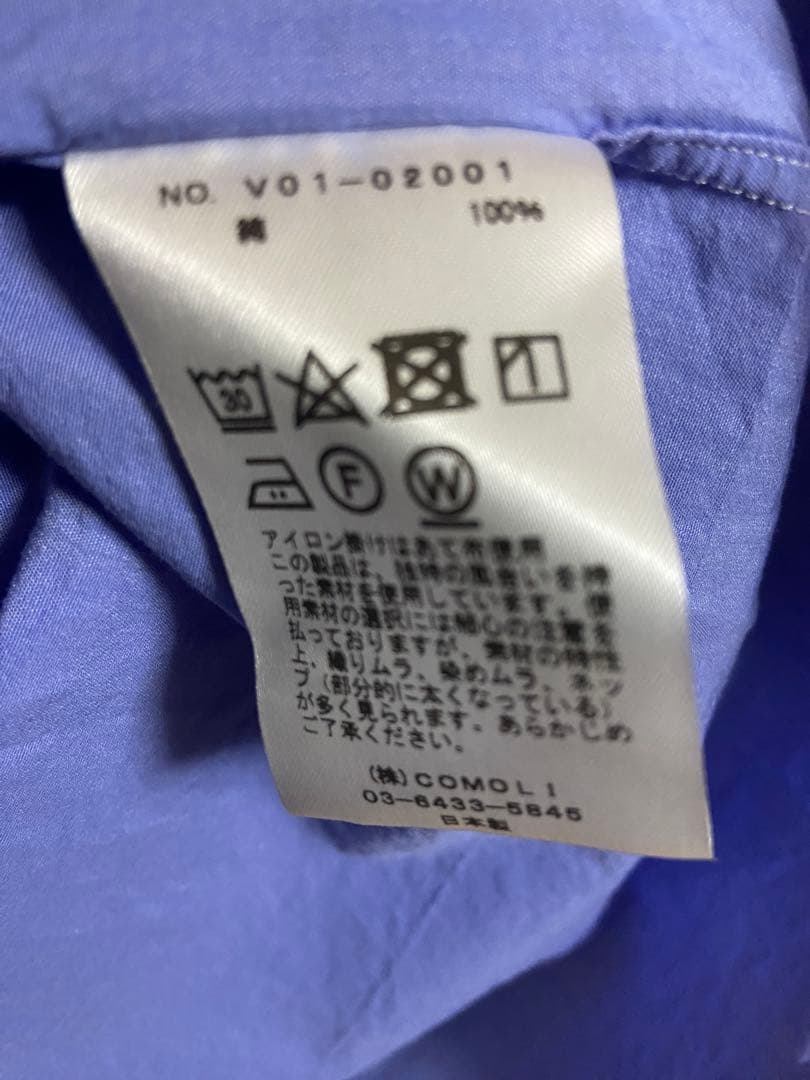 NO. V01-02001
綿 100%
30
F W
アイロン掛けはあて布使用
この製品は、独特の風合いを持
った素材を使用しています。使
用素材の選択には細心の注意を
払っておりますが、素材の特性
上、織りムラ、染めムラ、ネッ
プ(部分的に太くなっている)
が多く見られます。あらかじめ
ご了承ください。
(株)COMOLI
03-6433-5845
日本製